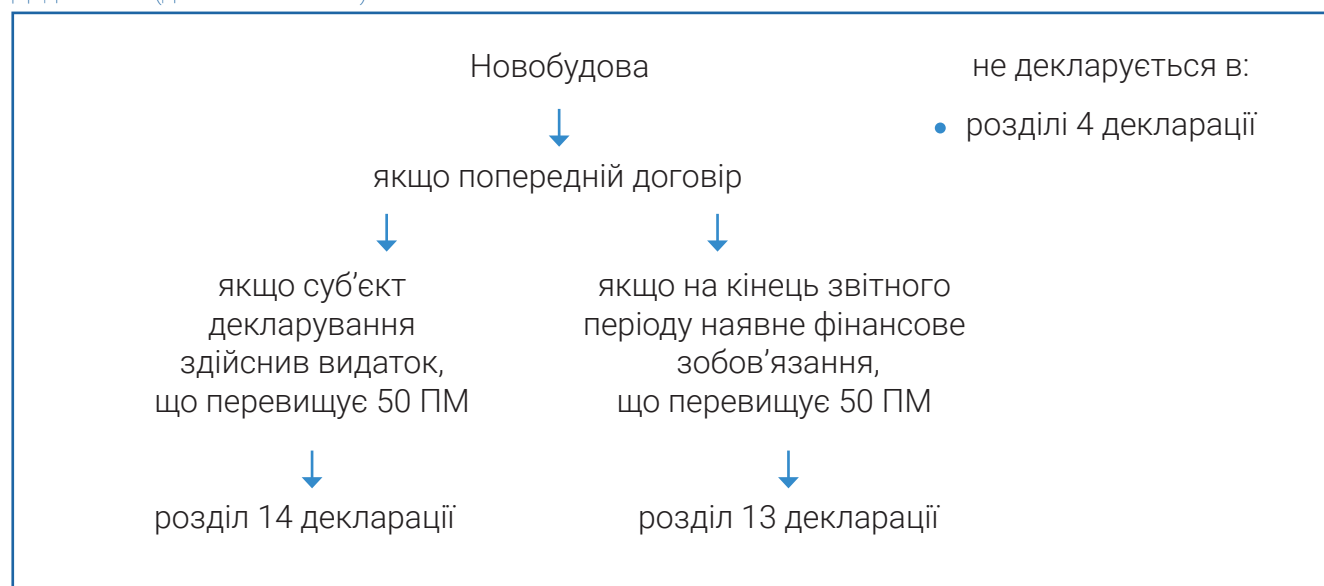 Новобудова
не декларується в:
• розділі 4 декларації
якщо попередній договір
якщо суб’єкт
декларування
здійснив видаток,
що перевищує 50 ПМ
якщо на кінець звітного
періоду наявне фінансове
зобов’язання,
що перевищує 50 ПМ
розділ 14 декларації
розділ 13 декларації